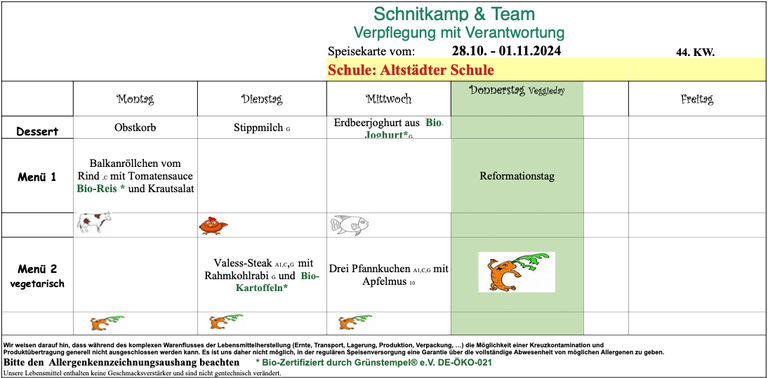 Schnitkamp & Team
Verpflegung mit Verantwortung
Speisekarte vom: 28.10. - 01.11.2024 44. KW.
Schule: Altstädter Schule
Montag Dienstag Mittwoch Donnerstag Veggieday Freitag
Dessert Obstkorb Stippmilch G Erdbeerjoghurt aus Bio-
Joghurt*G
Menü 1
Balkanröllchen vom
Rind ,C mit Tomatensauce
Bio-Reis * und Krautsalat
Reformationstag
Menü 2
vegetarisch
Valess-Steak A1,C,G mit
Rahmkohlrabi G und Bio-
Kartoffeln*
Drei Pfannkuchen A1,C,G mit
Apfelmus 10
Wir weisen darauf hin, dass während des komplexen Warenflusses der Lebensmittelherstellung (Ernte, Transport, Lagerung, Produktion, Verpackung, ...) die Möglichkeit einer Kreuzkontamination und
Produktübertragung generell nicht ausgeschlossen werden kann. Es ist uns daher nicht möglich, in der regulären Speisenversorgung eine Garantie über die vollständige Abwesenheit von möglichen Allergenen zu geben.
Bitte den Allergenkennzeichnungsaushang beachten * Bio-Zertifiziert durch Grünstempel® e.V. DE-ÖKO-021
Unsere Lebensmittel enthalten keine Geschmacksverstärker und sind nicht gentechnisch verändert.